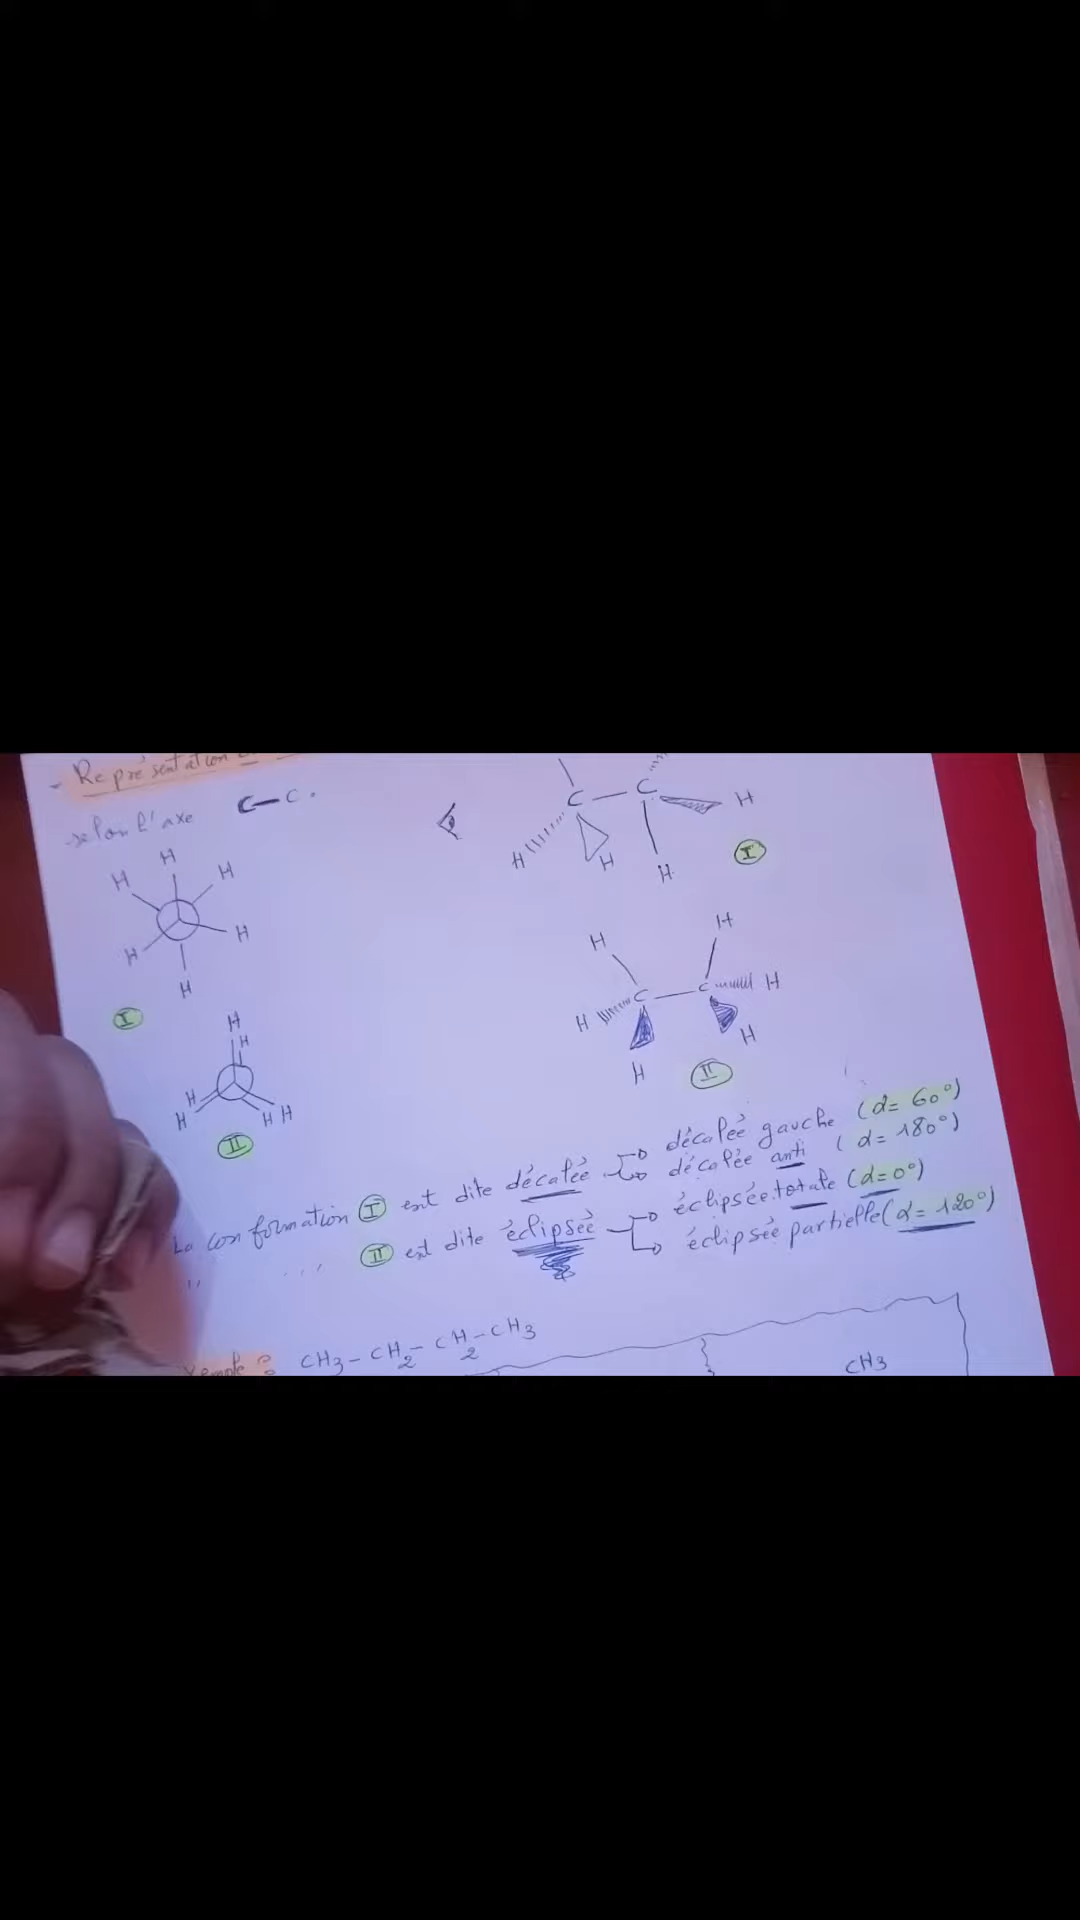 - Représentation
selon l'axe C-C.
H
H
H
H
H
H
I
C - C
H
H
H
H
I
H
H
H H
H
H H
II
H
H
C - C
H
H
H
H
II
La conformation I est dite décalée décalée gauche (α= 60°)
décalée anti (α= 180°)
" II est dite éclipsée éclipsée totale (α=0°)
éclipsée partielle (α= 120°)
CH3 - CH2 - CH2 - CH3
CH3